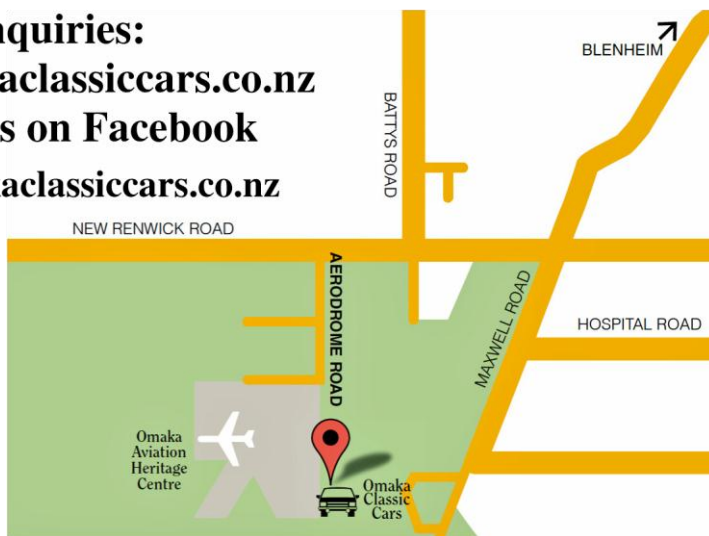 nquiries:
aclassiccars.co.nz
s on Facebook
aclassiccars.co.nz
BLENHEIM
BATTYS ROAD
NEW RENWICK ROAD
AERODROME ROAD
MAXWELL ROAD
HOSPITAL ROAD
Omaka
Aviation
Heritage
Centre
Omaka
Classic
Cars